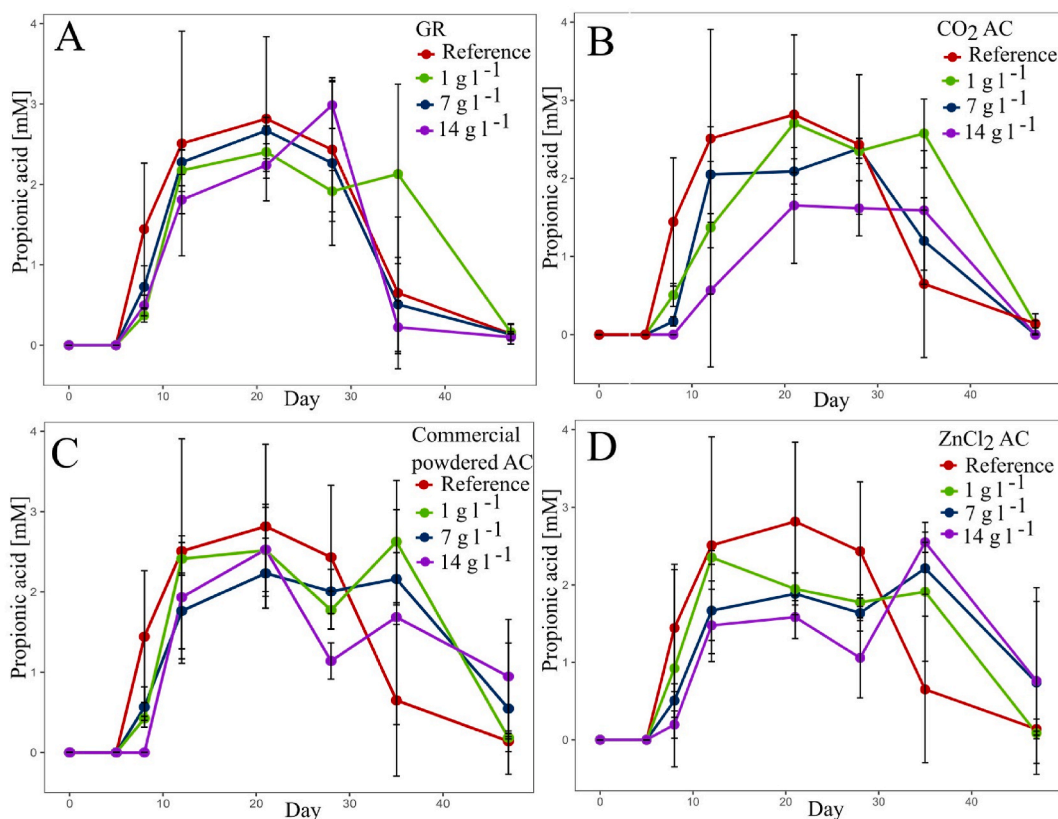 A
GR
Reference
1 g l -1
7 g l -1
14 g l -1
Propionic acid [mM]
4
3
2
1
0
0 10 20 30 40
Day
B
CO2 AC
Reference
1 g l -1
7 g l -1
14 g l -1
Propionic acid [mM]
4
3
2
1
0
0 10 20 30 40
Day
C
Commercial
powdered AC
Reference
1 g l -1
7 g l -1
14 g l -1
Propionic acid [mM]
4
3
2
1
0
0 20 40
Day
D
ZnCl2 AC
Reference
1 g l -1
7 g l -1
14 g l -1
Propionic acid [mM]
4
3
2
1
0
0 10 20 30 40
Day